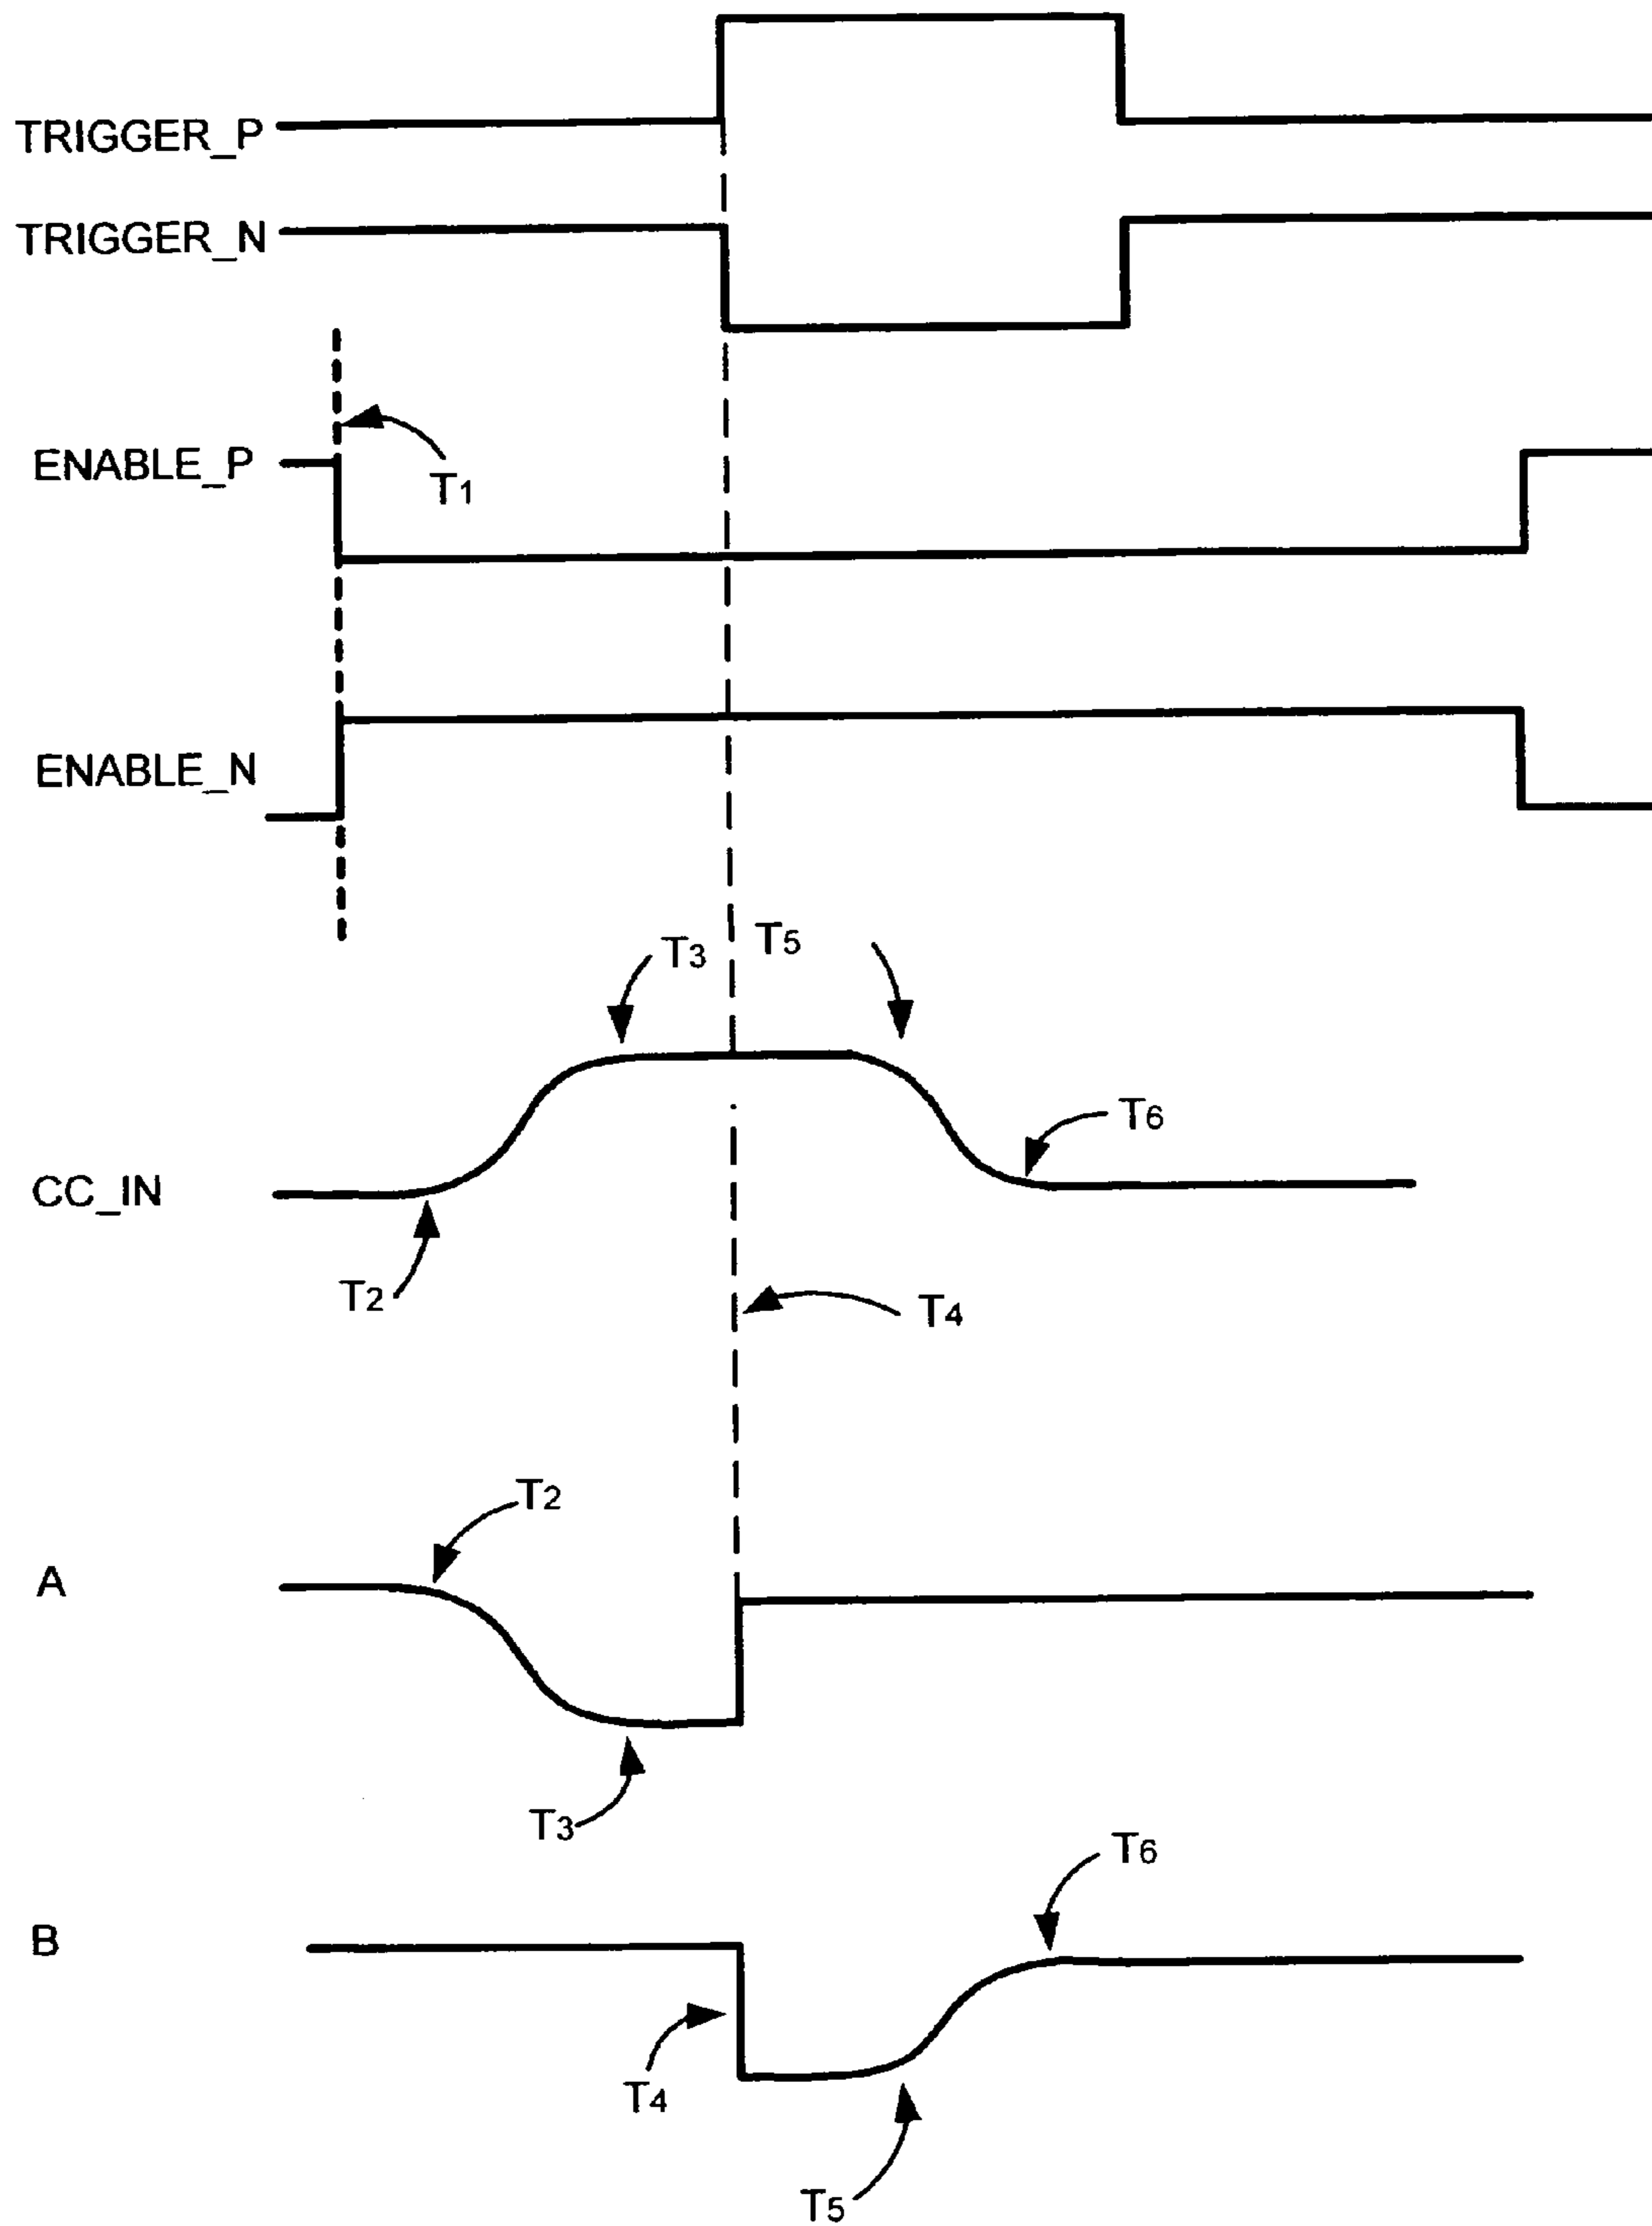 TRIGGER_P
TRIGGER_N
ENABLE_P
T1
ENABLE_N
T3
T5
T6
CC_IN
T2
T4
T2
A
T3
T6
B
T4
T5